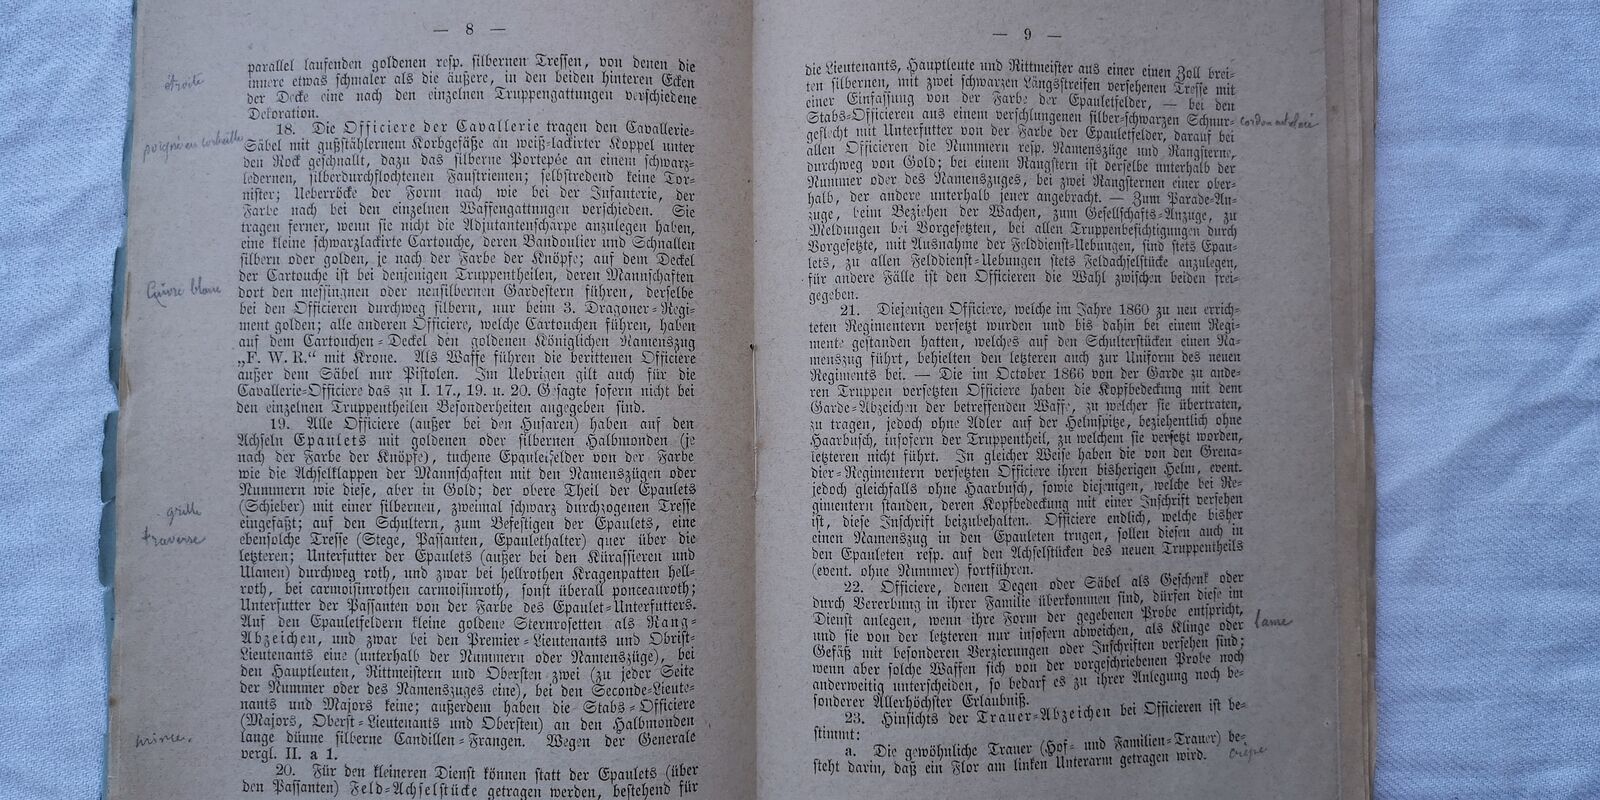 — 8 —
parallel laufenden goldenen resp. silbernen Tressen, von denen die
innere etwas schmaler als die äußere, in den beiden hinteren Ecken
der Decke eine nach den einzelnen Truppengattungen verschiedene
Dekoration.
18. Die Officiere der Cavallerie tragen den Cavallerie-
Säbel mit gußstählernem Korbgefäße an weiß-lackirter Koppel unter
den Rock geschnallt, dazu das silberne Portepée an einem schwarz-
ledernen, silberdurchflochtenen Faustriemen; selbstredend keine Tor-
nister; Ueberröcke der Form nach wie bei der Infanterie, der
Farbe nach bei den einzelnen Waffengattungen verschieden. Sie
tragen ferner, wenn sie nicht die Adjutantenschärpe anzulegen haben,
eine kleine schwarzlackirte Cartouche, deren Bandoulier und Schnallen
silbern oder golden, je nach der Farbe der Knöpfe; auf dem Deckel
der Cartouche ist bei denjenigen Truppentheilen, deren Mannschaften
dort den messingnen oder neusilbernen Gardestern führen, derselbe
bei den Officieren durchweg silbern, nur beim 3. Dragoner-Regi-
ment golden; alle anderen Officiere, welche Cartouchen führen, haben
auf dem Cartouchen-Deckel den goldenen Königlichen Namenszug
„F. W. R.“ mit Krone. Als Waffe führen die berittenen Officiere
außer dem Säbel nur Pistolen. Im Uebrigen gilt auch für die
Cavallerie-Officiere das zu I. 17., 19. u. 20. Gesagte sofern nicht bei
den einzelnen Truppentheilen Besonderheiten angegeben sind.
19. Alle Officiere (außer bei den Husaren) haben auf den
Achseln Epaulets mit goldenen oder silbernen Halbmonden (je
nach der Farbe der Knöpfe), tuchene Epauletfelder von der Farbe
wie die Achselklappen der Mannschaften mit den Namenszügen oder
Nummern wie diese, aber in Gold; der obere Theil der Epaulets
(Schieber) mit einer silbernen, zweimal schwarz durchzogenen Tresse
eingefaßt; auf den Schultern, zum Befestigen der Epaulets, eine
ebensolche Tresse (Stege, Passanten, Epaulethalter) quer über die
letzteren; Unterfutter der Epaulets (außer bei den Kürassieren und
Ulanen) durchweg roth, und zwar bei hellrothen Kragenpatten hell-
roth, bei carmoisinrothen carmoisinroth, sonst überall ponceauroth;
Unterfutter der Passanten von der Farbe des Epaulet-Unterfutters.
Auf den Epauletfeldern kleine goldene Sternrosetten als Rang-
Abzeichen, und zwar bei den Premier-Lieutenants und Obrist-
Lieutenants eine (unterhalb der Nummern oder Namenszüge), bei
den Hauptleuten, Rittmeistern und Obersten zwei (zu jeder Seite
der Nummer oder des Namenszuges eine), bei den Seconde-Lieute-
nants und Majors keine; außerdem haben die Stabs-Officiere
(Majors, Oberst-Lieutenants und Obersten) an den Halbmonden
lange dünne silberne Candillen-Frangen. Wegen der Generale
vergl. II. a 1.
20. Für den kleineren Dienst können statt der Epaulets (über
den Passanten) Feld-Achselstücke getragen werden, bestehend für
étroite
poignée en corbeille
Cuivre blanc
grille
traverse
mince.
— 9 —
die Lieutenants, Hauptleute und Rittmeister aus einer einen Zoll brei-
ten silbernen, mit zwei schwarzen Längsstreifen versehenen Tresse mit
einer Einfassung von der Farbe der Epauletfelder, — bei den
Stabs-Officieren aus einem verschlungenen silber-schwarzen Schnur-
geflecht mit Unterfutter von der Farbe der Epauletfelder, darauf bei
allen Officieren die Nummern resp. Namenszüge und Rangsterne,
durchweg von Gold; bei einem Rangstern ist derselbe unterhalb der
Nummer oder des Namenszuges, bei zwei Rangsternen einer ober-
halb, der andere unterhalb jener angebracht. — Zum Parade-An-
zuge, beim Beziehen der Wachen, zum Gesellschafts-Anzuge, zu
Meldungen bei Vorgesetzten, bei allen Truppenbesichtigungen durch
Vorgesetzte, mit Ausnahme der Felddienst-Uebungen, sind stets Epau-
lets, zu allen Felddienst-Uebungen stets Feldachselstücke anzulegen,
für andere Fälle ist den Officieren die Wahl zwischen beiden frei-
gegeben.
21. Diejenigen Officiere, welche im Jahre 1860 zu neu errich-
teten Regimentern versetzt wurden und bis dahin bei einem Regi-
mente gestanden hatten, welches auf den Schulterstücken einen Na-
menszug führt, behielten den letzteren auch zur Uniform des neuen
Regiments bei. — Die im October 1866 von der Garde zu ande-
ren Truppen versetzten Officiere haben die Kopfbedeckung mit dem
Garde-Abzeichen der betreffenden Waffe, zu welcher sie übertraten,
zu tragen, jedoch ohne Adler auf der Helmspitze, beziehentlich ohne
Haarbusch, insofern der Truppentheil, zu welchem sie versetzt worden,
letzteren nicht führt. In gleicher Weise haben die von den Grena-
dier-Regimentern versetzten Officiere ihren bisherigen Helm, event.
jedoch gleichfalls ohne Haarbusch, sowie diejenigen, welche bei Re-
gimentern standen, deren Kopfbedeckung mit einer Inschrift versehen
ist, diese Inschrift beizubehalten. Officiere endlich, welche bisher
einen Namenszug in den Epauleten trugen, sollen diesen auch in
den Epauleten resp. auf den Achselstücken des neuen Truppentheils
(event. ohne Nummer) fortführen.
22. Officiere, denen Degen oder Säbel als Geschenk oder
durch Vererbung in ihrer Familie überkommen sind, dürfen diese im
Dienst anlegen, wenn ihre Form der gegebenen Probe entspricht,
und sie von der letzteren nur insofern abweichen, als Klinge oder
Gefäß mit besonderen Verzierungen oder Inschriften versehen sind;
wenn aber solche Waffen sich von der vorgeschriebenen Probe noch
anderweitig unterscheiden, so bedarf es zu ihrer Anlegung noch be-
sonderer Allerhöchster Erlaubniß.
23. Hinsichts der Trauer-Abzeichen bei Officieren ist be-
stimmt:
a. Die gewöhnliche Trauer (Hof- und Familien-Trauer) be-
steht darin, daß ein Flor am linken Unterarm getragen wird.
cordon
lame
crêpe